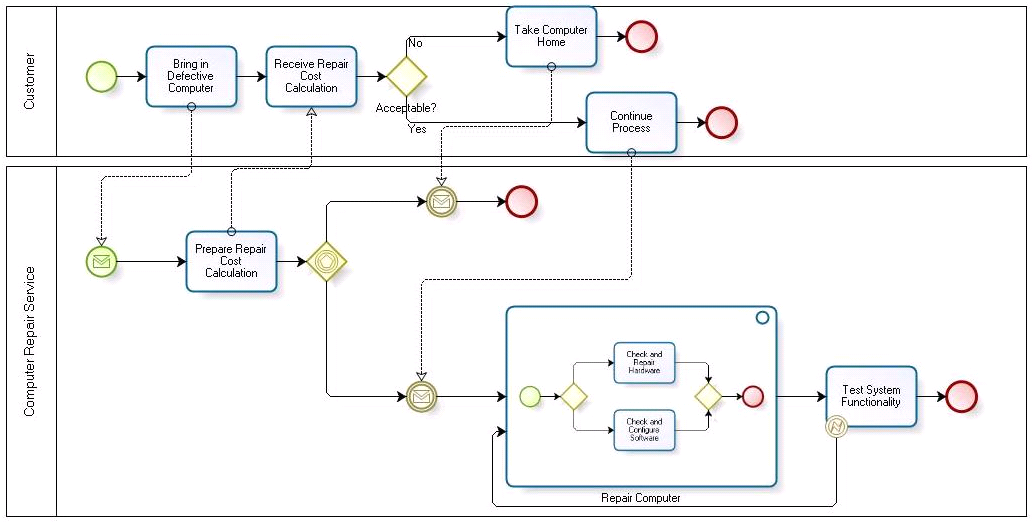 Customer
Bring in
Defective
Computer
Receive Repair
Cost
Calculation
No
Acceptable?
Yes
Take Computer
Home
Continue
Process
Computer Repair Service
Prepare Repair
Cost
Calculation
Check and
Repair
Hardware
Check and
Configure
Software
Repair Computer
Test System
Functionality